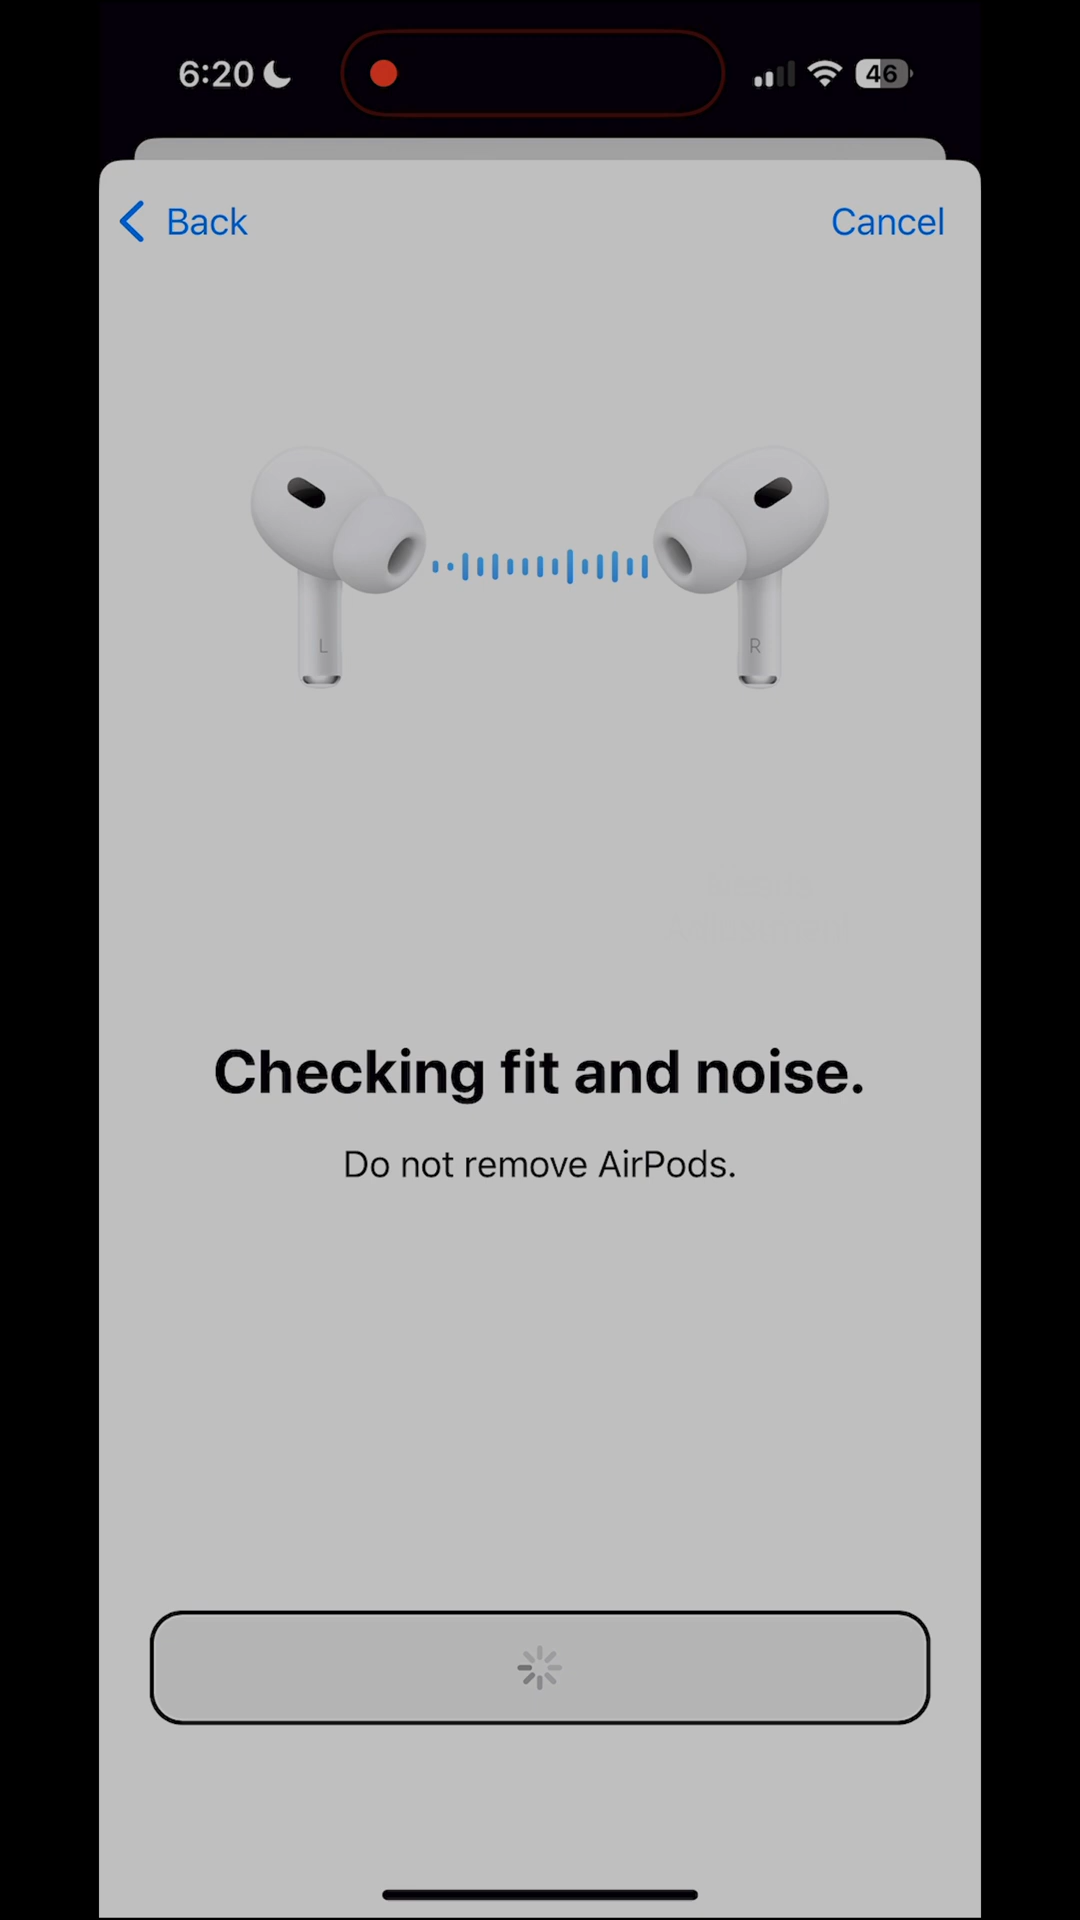 6:20
46
Back
Cancel
L
R
Checking fit and noise.
Do not remove AirPods.